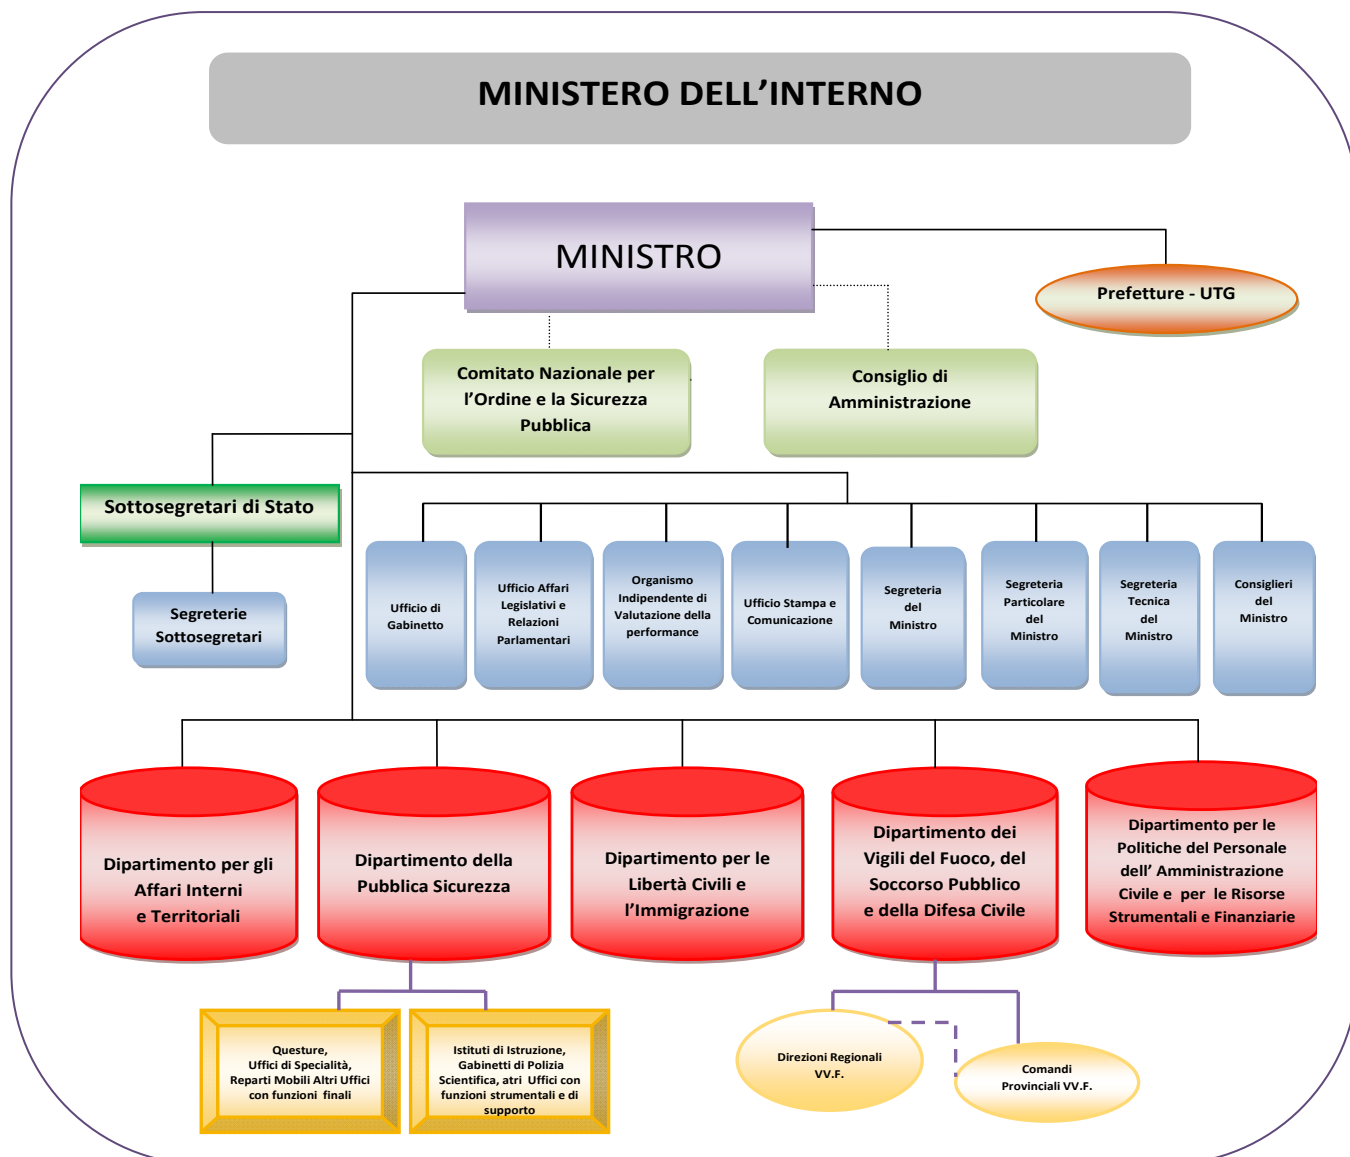 MINISTERO DELL’INTERNO
MINISTRO
Prefetture - UTG
Comitato Nazionale per
l’Ordine e la Sicurezza
Pubblica
Consiglio di
Amministrazione
Sottosegretari di Stato
Segreterie
Sottosegretari
Ufficio di
Gabinetto
Ufficio Affari
Legislativi e
Relazioni
Parlamentari
Organismo
Indipendente di
Valutazione della
performance
Ufficio Stampa e
Comunicazione
Segreteria
del
Ministro
Segreteria
Particolare
del
Ministro
Segreteria
Tecnica
del
Ministro
Consiglieri
del
Ministro
Dipartimento per gli
Affari Interni
e Territoriali
Dipartimento della
Pubblica Sicurezza
Dipartimento per le
Libertà Civili e
l’Immigrazione
Dipartimento dei
Vigili del Fuoco, del
Soccorso Pubblico
e della Difesa Civile
Dipartimento per le
Politiche del Personale
dell’ Amministrazione
Civile e per le Risorse
Strumentali e Finanziarie
Questure,
Uffici di Specialità,
Reparti Mobili Altri Uffici
con funzioni finali
Istituti di Istruzione,
Gabinetti di Polizia
Scientifica, atri Uffici con
funzioni strumentali e di
supporto
Direzioni Regionali
VV.F.
Comandi
Provinciali VV.F.